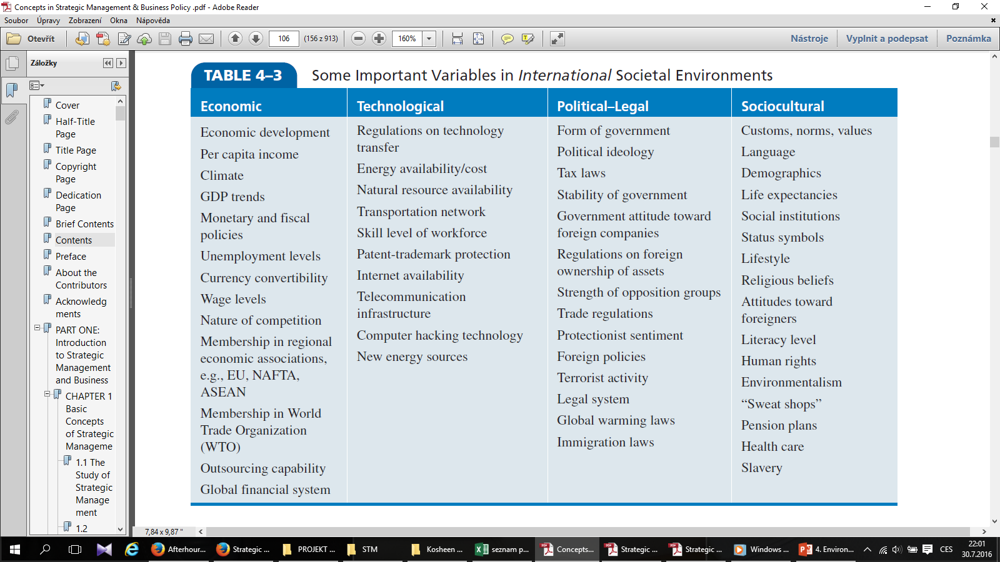 Concepts in Strategic Management & Business Policy .pdf - Adobe Reader
Soubor Úpravy Zobrazení Okna Nápověda
Otevřít 106 (156 z 913) 160% Nástroje Vyplnit a podepsat Poznámka
Záložky
Cover
Half-Title
Page
Title Page
Copyright
Page
Dedication
Page
Brief Contents
Contents
Preface
About the
Contributors
Acknowledg
ments
PART ONE:
Introduction
to Strategic
Management
and Business
CHAPTER 1
Basic
Concepts
of Strategic
Manageme
1.1 The
Study of
Strategic
Manage
ment
1.2
TABLE 4–3 Some Important Variables in International Societal Environments
Economic
Economic development
Per capita income
Climate
GDP trends
Monetary and fiscal
policies
Unemployment levels
Currency convertibility
Wage levels
Nature of competition
Membership in regional
economic associations,
e.g., EU, NAFTA,
ASEAN
Membership in World
Trade Organization
(WTO)
Outsourcing capability
Global financial system
Technological
Regulations on technology
transfer
Energy availability/cost
Natural resource availability
Transportation network
Skill level of workforce
Patent-trademark protection
Internet availability
Telecommunication
infrastructure
Computer hacking technology
New energy sources
Political–Legal
Form of government
Political ideology
Tax laws
Stability of government
Government attitude toward
foreign companies
Regulations on foreign
ownership of assets
Strength of opposition groups
Trade regulations
Protectionist sentiment
Foreign policies
Terrorist activity
Legal system
Global warming laws
Immigration laws
Sociocultural
Customs, norms, values
Language
Demographics
Life expectancies
Social institutions
Status symbols
Lifestyle
Religious beliefs
Attitudes toward
foreigners
Literacy level
Human rights
Environmentalism
“Sweat shops”
Pension plans
Health care
Slavery
7,84 x 9,87 "
Afterhour... Strategic ... PROJEKT ... STM Kosheen ... seznam p... Concepts... Strategic ... Strategic ... Windows ... 4. Environ... CES 22:01
30.7.2016